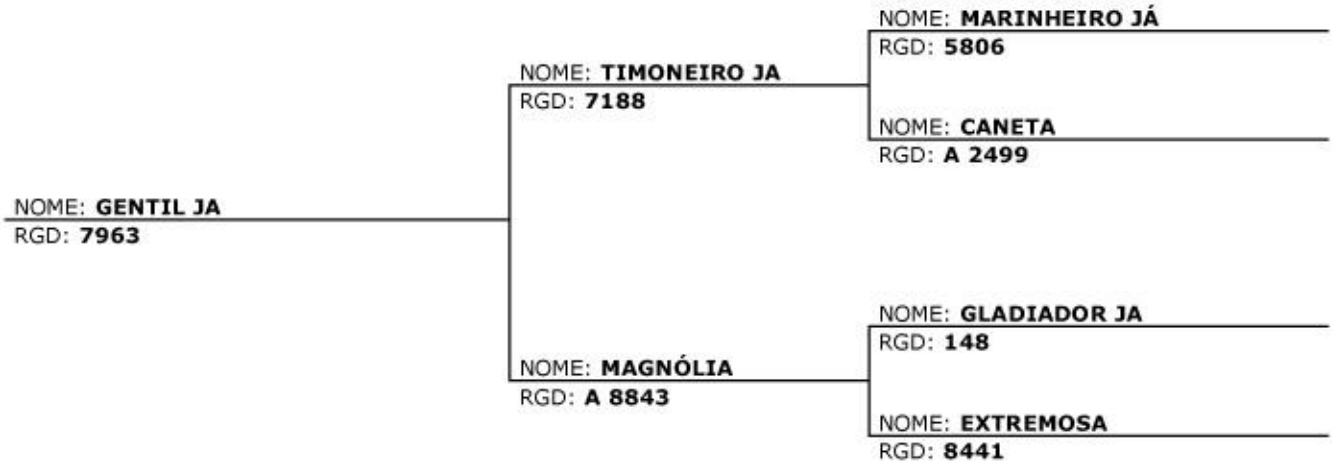 NOME: MARINHEIRO JÁ
RGD: 5806
NOME: TIMONEIRO JA
RGD: 7188
NOME: CANETA
RGD: A 2499
NOME: GENTIL JA
RGD: 7963
NOME: GLADIADOR JA
RGD: 148
NOME: MAGNÓLIA
RGD: A 8843
NOME: EXTREMOSA
RGD: 8441